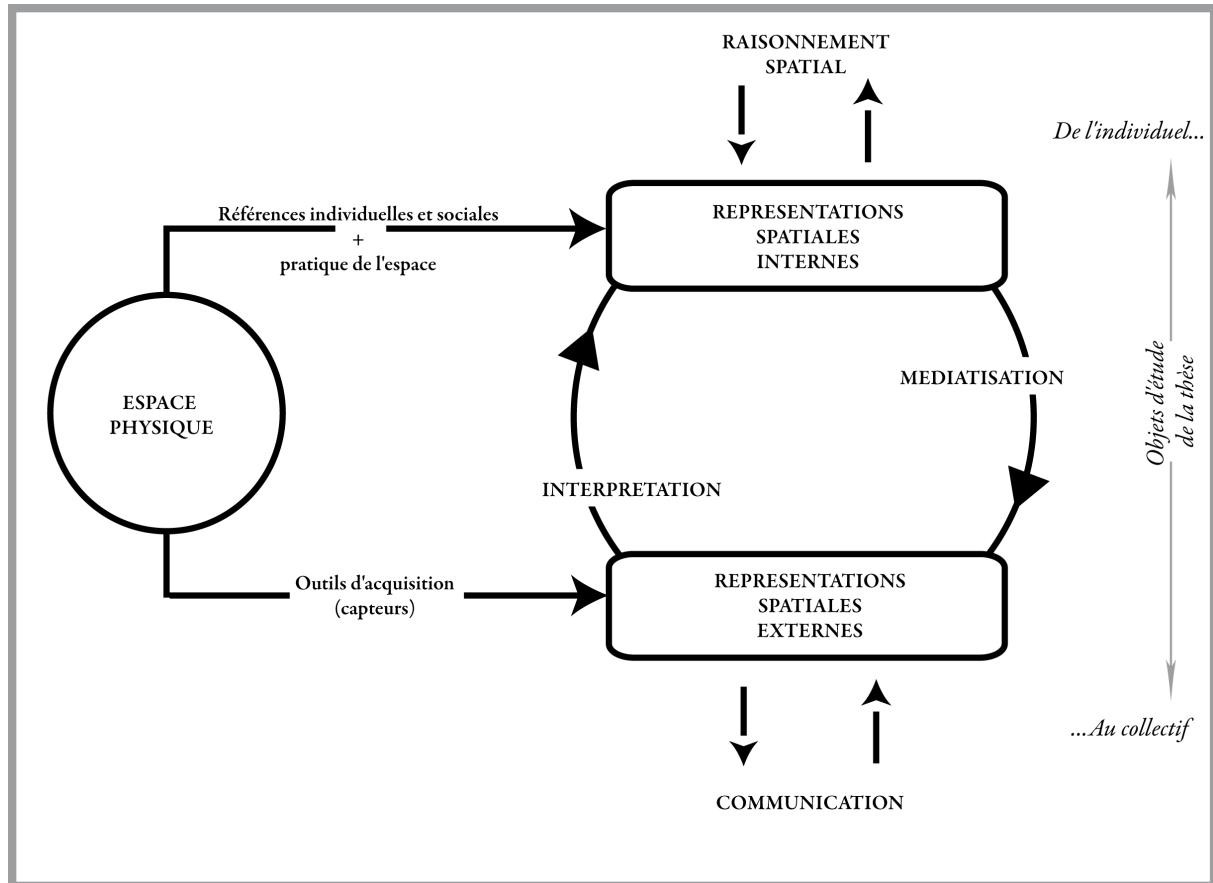 RAISONNEMENT
SPATIAL
De l'individuel...
Références individuelles et sociales
+
pratique de l'espace
REPRESENTATIONS
SPATIALES
INTERNES
ESPACE
PHYSIQUE
MEDIATISATION
Objets d'étude
de la thèse
INTERPRETATION
Outils d'acquisition
(capteurs)
REPRESENTATIONS
SPATIALES
EXTERNES
...Au collectif
COMMUNICATION